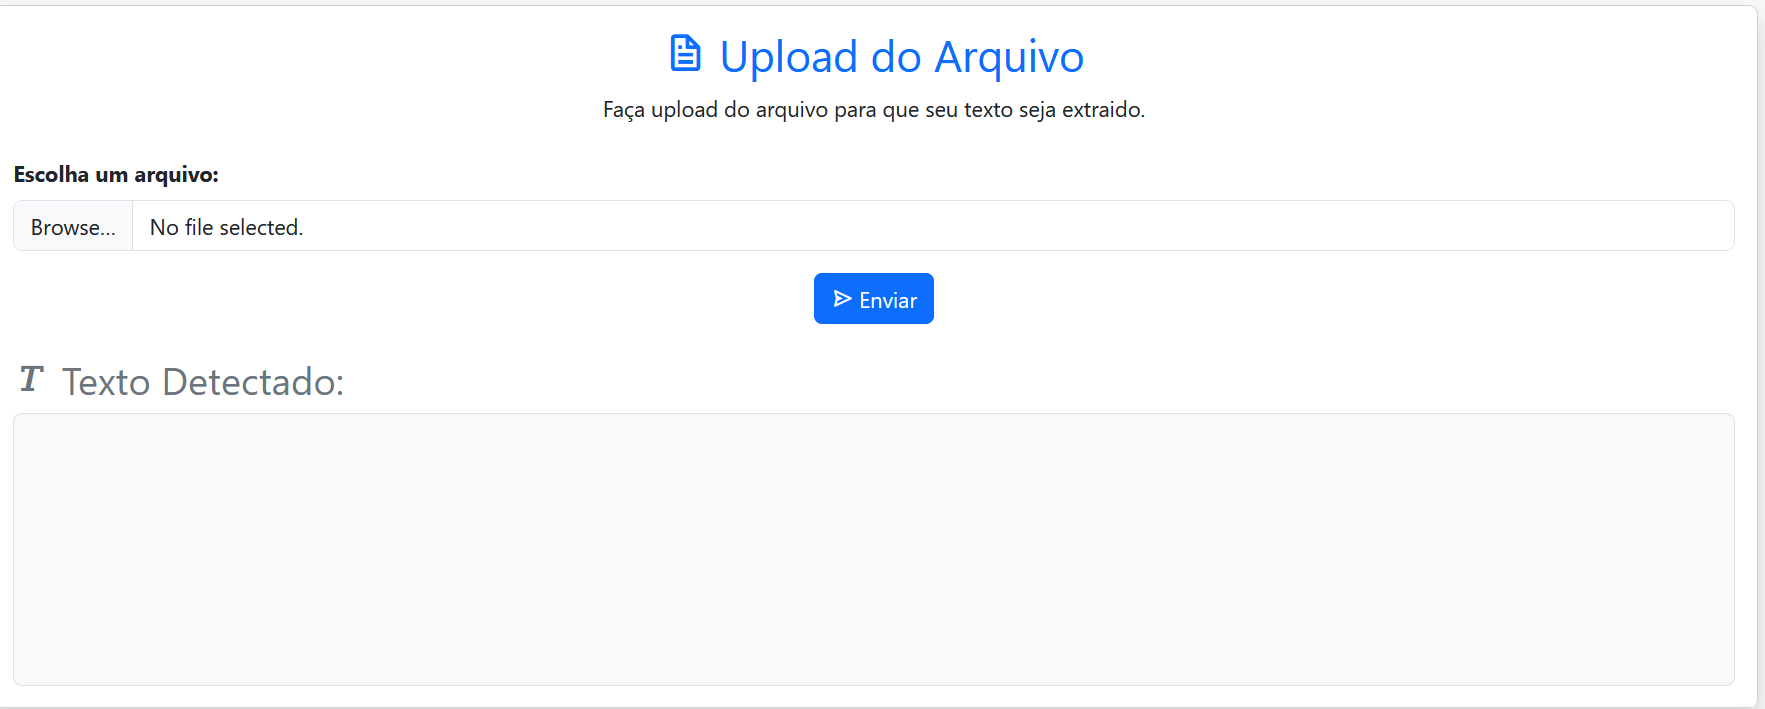 Upload do Arquivo
Faça upload do arquivo para que seu texto seja extraido.
Escolha um arquivo:
Browse... No file selected.
Enviar
T Texto Detectado: